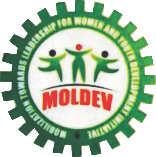 MOBILIZATION TOWARDS LEADERSHIP FOR WOMEN AND YOUTH DEVELOPMENT INITIATIVE
MOLDEV